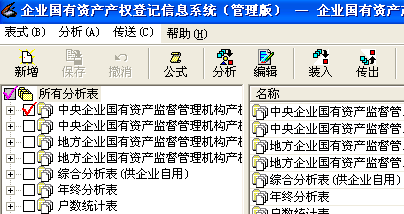 企业国有资产产权登记信息系统（管理版） — 企业国有资产产
表式(B) 分析(A) 传送(C) 帮助(H)
新增 保存 撤消 公式 分析 编辑 装入 传出
所有分析表
中央企业国有资产监督管理机构产权
中央企业国有资产监督管理机构产权
地方企业国有资产监督管理机构产权
地方企业国有资产监督管理机构产权
综合分析表(供企业自用)
年终分析表
户数统计表
名称
中央企业国有资产监督管.
中央企业国有资产监督管.
地方企业国有资产监督管.
地方企业国有资产监督管.
综合分析表(供企业自用)
年终分析表
户数统计表